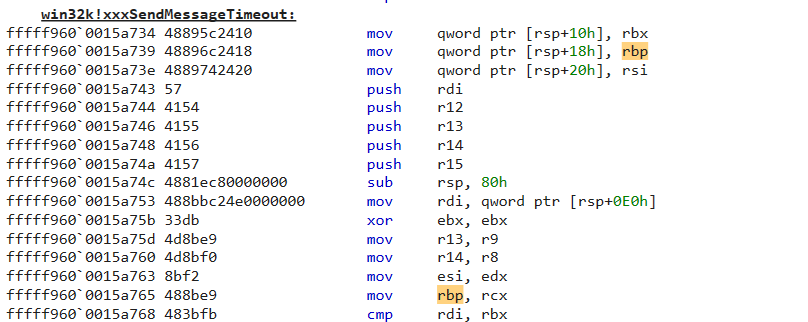 win32k!xxxSendMessageTimeout:
fffff960`0015a734 48895c2410 mov qword ptr [rsp+10h], rbx
fffff960`0015a739 48896c2418 mov qword ptr [rsp+18h], rbp
fffff960`0015a73e 4889742420 mov qword ptr [rsp+20h], rsi
fffff960`0015a743 57 push rdi
fffff960`0015a744 4154 push r12
fffff960`0015a746 4155 push r13
fffff960`0015a748 4156 push r14
fffff960`0015a74a 4157 push r15
fffff960`0015a74c 4881ec80000000 sub rsp, 80h
fffff960`0015a753 488bbc24e0000000 mov rdi, qword ptr [rsp+0E0h]
fffff960`0015a75b 33db xor ebx, ebx
fffff960`0015a75d 4d8be9 mov r13, r9
fffff960`0015a760 4d8bf0 mov r14, r8
fffff960`0015a763 8bf2 mov esi, edx
fffff960`0015a765 488be9 mov rbp, rcx
fffff960`0015a768 483bfb cmp rdi, rbx